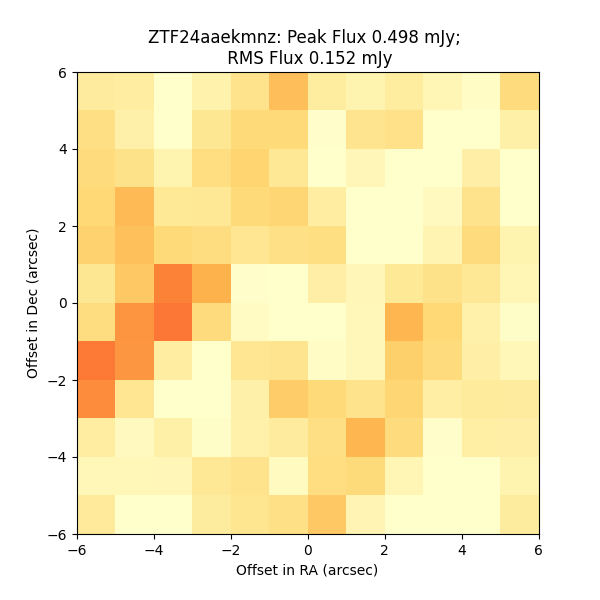 ZTF24aaekmnz: Peak Flux 0.498 mJy;
RMS Flux 0.152 mJy
6
4
2
0
−2
−4
−6
Offset in Dec (arcsec)
−6 −4 −2 0 2 4 6
Offset in RA (arcsec)